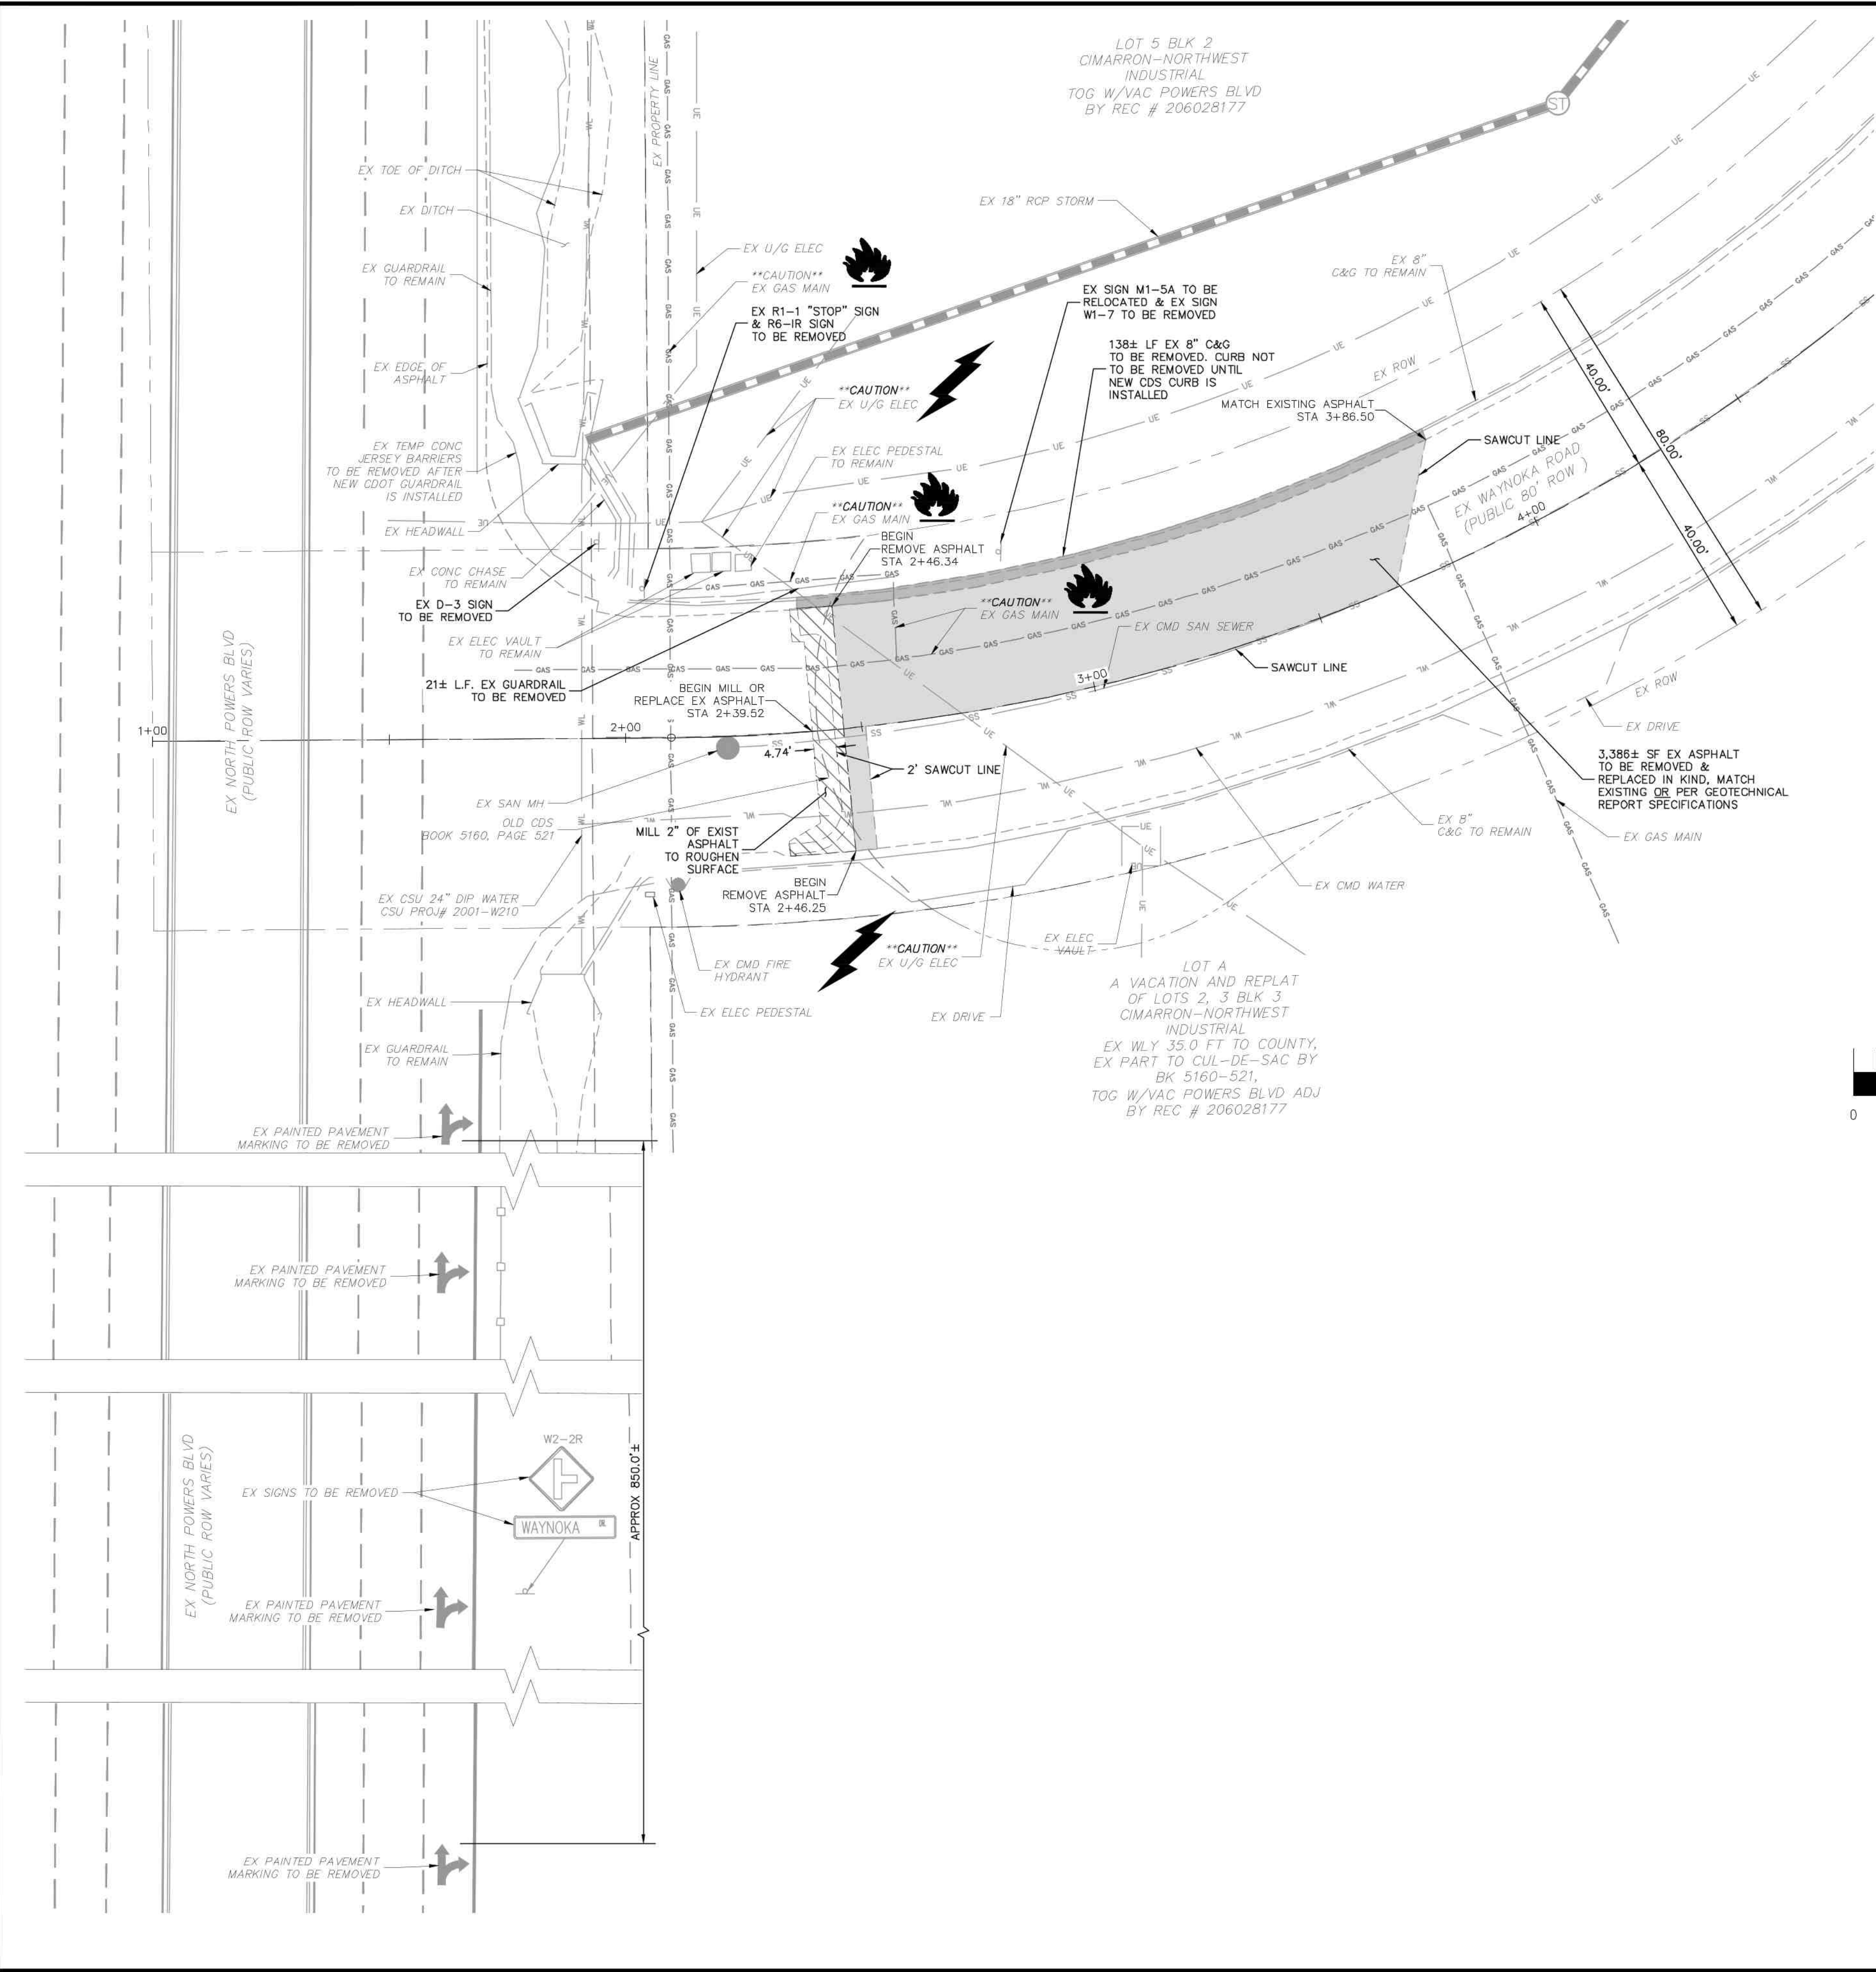 LOT 5 BLK 2
CIMARRON-NORTHWEST
INDUSTRIAL
TOG W/VAC POWERS BLVD
BY REC # 206028177
ST
EX PROPERTY LINE
EX TOE OF DITCH
EX DITCH
EX GUARDRAIL
TO REMAIN
EX EDGE OF
ASPHALT
EX TEMP CONC
JERSEY BARRIERS
TO BE REMOVED AFTER
NEW CDOT GUARDRAIL
IS INSTALLED
EX HEADWALL
EX CONC CHASE
TO REMAIN
EX D-3 SIGN
TO BE REMOVED
EX ELEC VAULT
TO REMAIN
21± L.F. EX GUARDRAIL
TO BE REMOVED
EX U/G ELEC
**CAUTION**
EX GAS MAIN
EX R1-1 "STOP" SIGN
& R6-IR SIGN
TO BE REMOVED
EX 18" RCP STORM
**CAUTION**
EX U/G ELEC
EX ELEC PEDESTAL
TO REMAIN
**CAUTION**
EX GAS MAIN
BEGIN
REMOVE ASPHALT
STA 2+46.34
EX SIGN M1-5A TO BE
RELOCATED & EX SIGN
W1-7 TO BE REMOVED
138± LF EX 8" C&G
TO BE REMOVED. CURB NOT
TO BE REMOVED UNTIL
NEW CDS CURB IS
INSTALLED
EX 8"
C&G TO REMAIN
EX ROW
MATCH EXISTING ASPHALT
STA 3+86.50
SAWCUT LINE
EX WAYNOKA ROAD
(PUBLIC 80' ROW )
4+00
40.00'
80.00'
40.00'
**CAUTION**
EX GAS MAIN
EX CMD SAN SEWER
SAWCUT LINE
3+00
BEGIN MILL OR
REPLACE EX ASPHALT
STA 2+39.52
1+00
2+00
4.74'
2' SAWCUT LINE
EX NORTH POWERS BLVD
(PUBLIC ROW VARIES))
EX SAN MH
OLD CDS
BOOK 5160, PAGE 521
MILL 2" OF EXIST
ASPHALT
TO ROUGHEN
SURFACE
BEGIN
REMOVE ASPHALT
STA 2+46.25
EX CSU 24" DIP WATER
CSU PROJ# 2001-W210
EX ROW
EX DRIVE
3,386± SF EX ASPHALT
TO BE REMOVED &
REPLACED IN KIND, MATCH
EXISTING OR PER GEOTECHNICAL
REPORT SPECIFICATIONS
EX GAS MAIN
EX 8"
C&G TO REMAIN
EX CMD WATER
EX ELEC
VAULT
**CAUTION**
EX U/G ELEC
EX CMD FIRE
HYDRANT
EX ELEC PEDESTAL
EX DRIVE
EX HEADWALL
EX GUARDRAIL
TO REMAIN
LOT A
A VACATION AND REPLAT
OF LOTS 2, 3 BLK 3
CIMARRON-NORTHWEST
INDUSTRIAL
EX WLY 35.0 FT TO COUNTY,
EX PART TO CUL-DE-SAC BY
BK 5160-521,
TOG W/VAC POWERS BLVD ADJ
BY REC # 206028177
0
EX PAINTED PAVEMENT
MARKING TO BE REMOVED
EX PAINTED PAVEMENT
MARKING TO BE REMOVED
EX NORTH POWERS BLVD
(PUBLIC ROW VARIES)
W2-2R
EX SIGNS TO BE REMOVED
WAYNOKA
APPROX 850.0'±
EX PAINTED PAVEMENT
MARKING TO BE REMOVED
EX PAINTED PAVEMENT
MARKING TO BE REMOVED